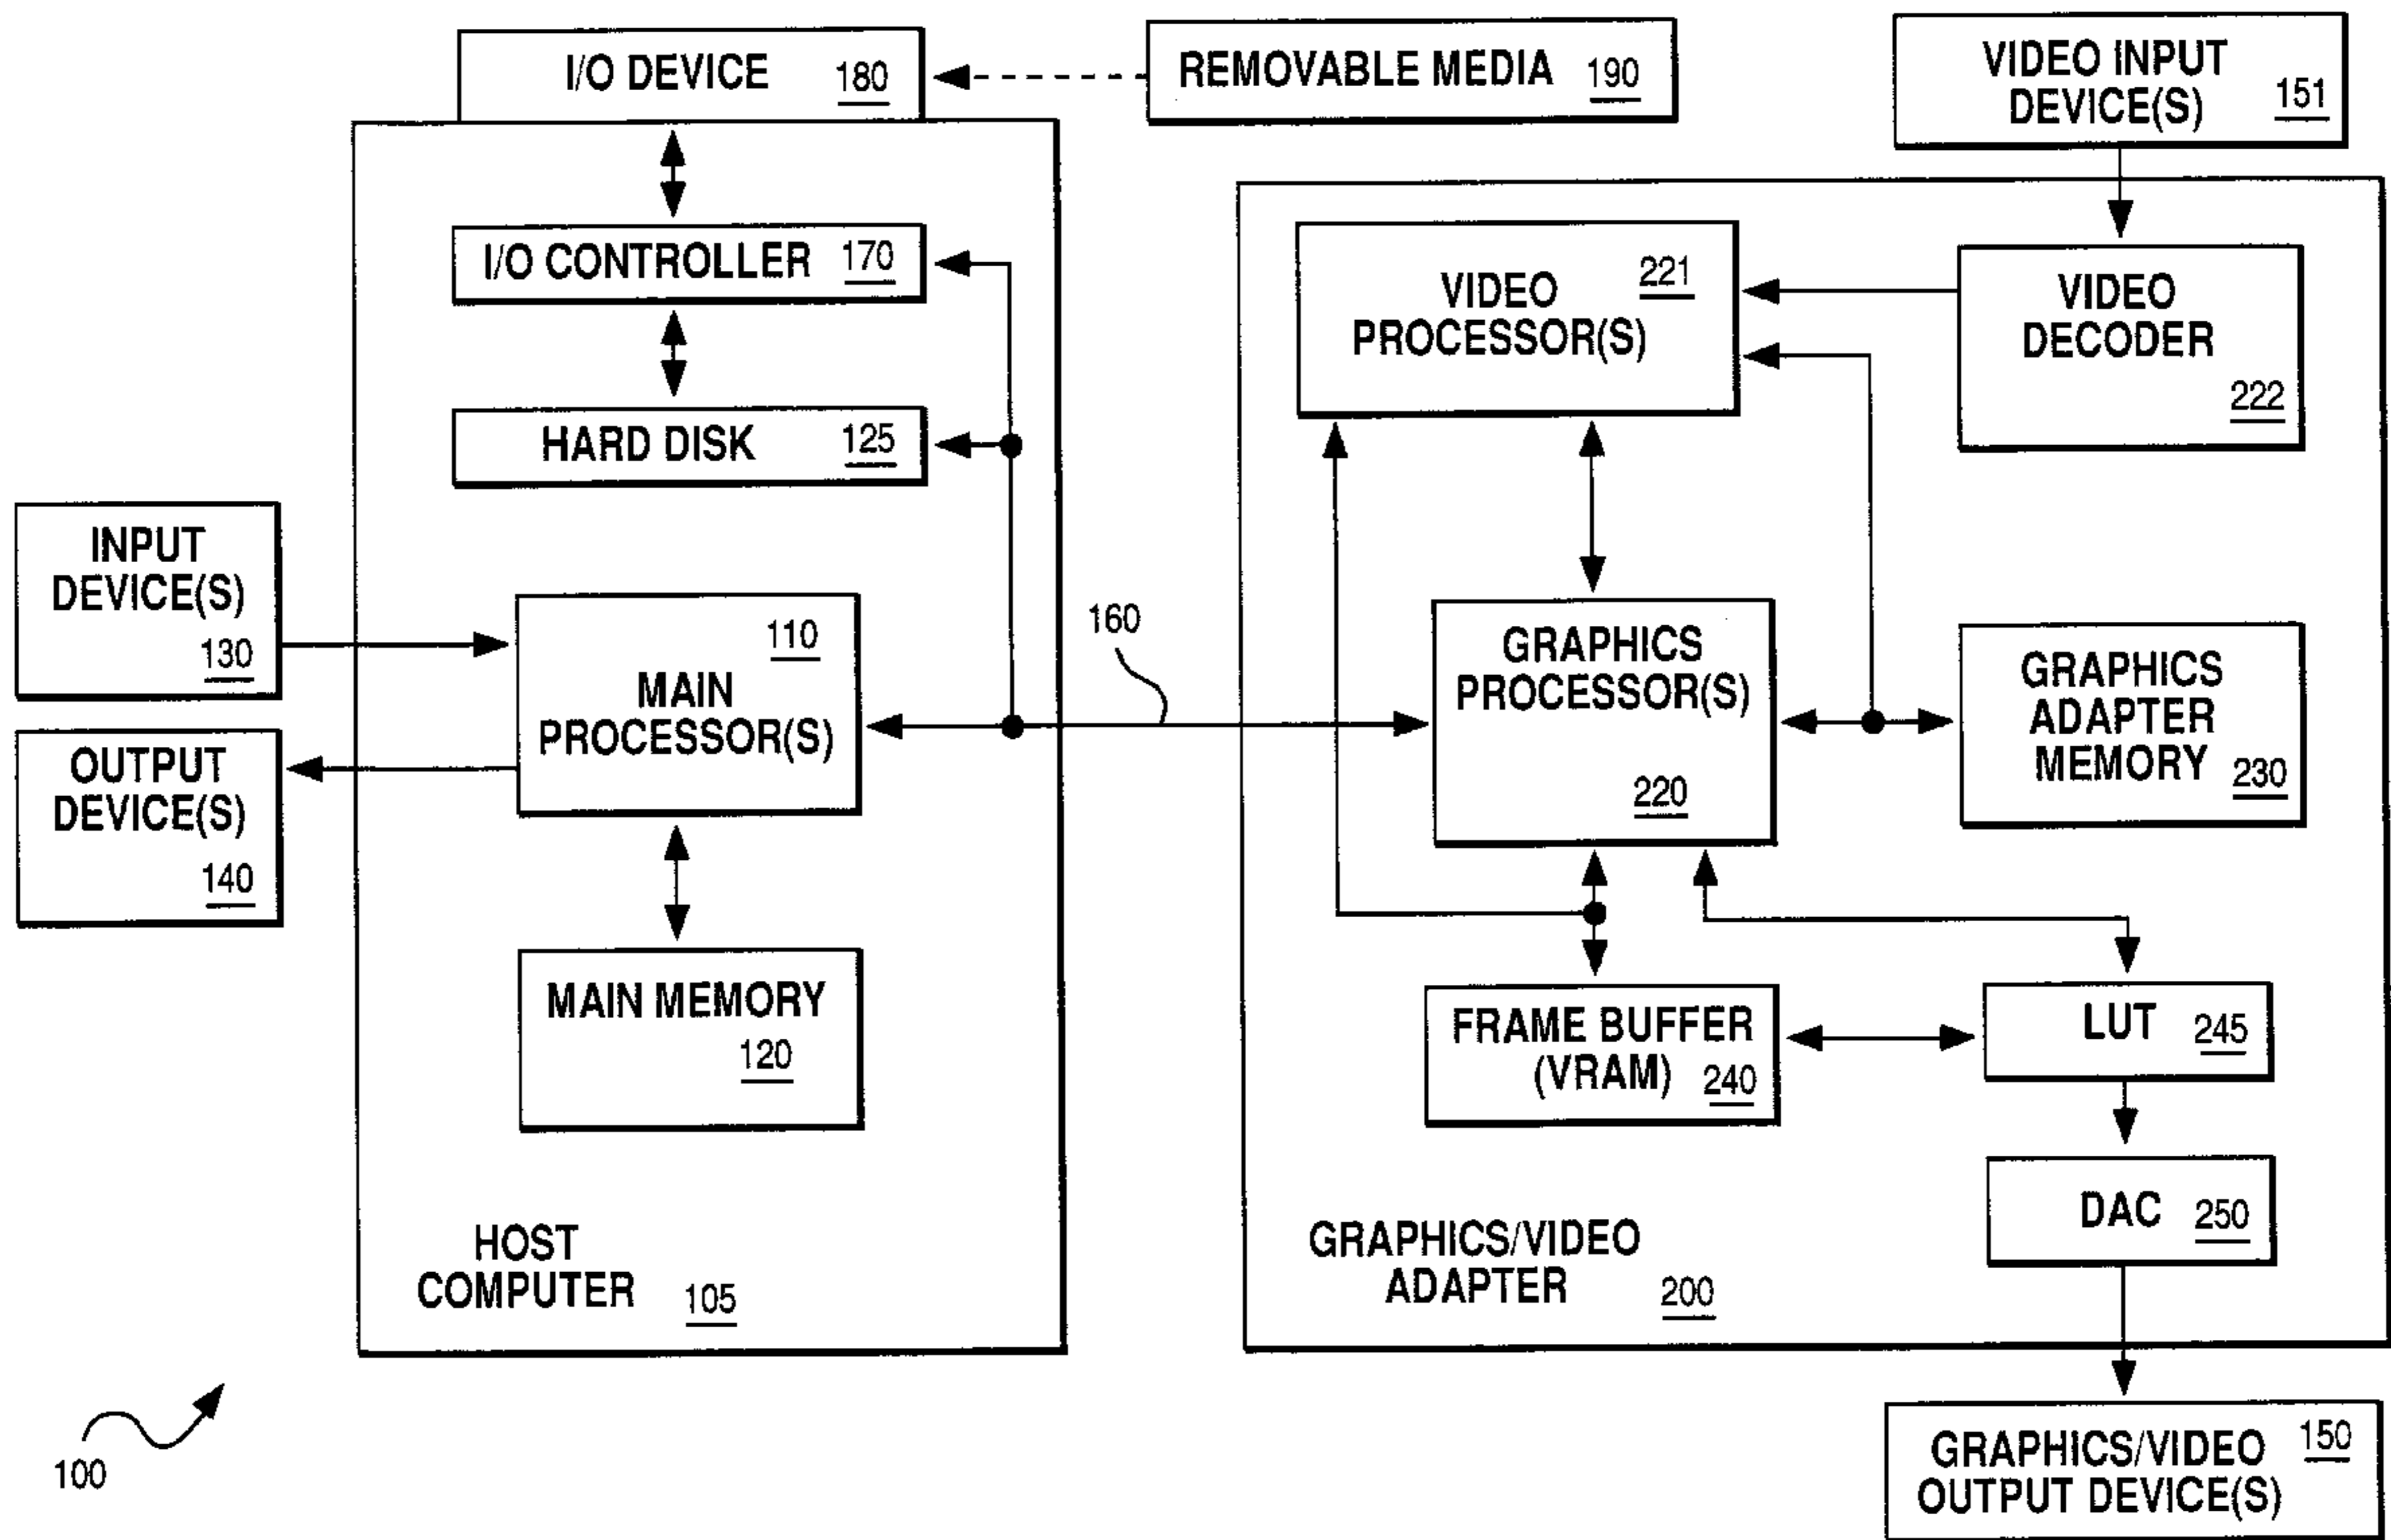 I/O DEVICE 180
REMOVABLE MEDIA 190
VIDEO INPUT
DEVICE(S) 151
I/O CONTROLLER 170
HARD DISK 125
INPUT
DEVICE(S)
130
OUTPUT
DEVICE(S)
140
110
MAIN
PROCESSOR(S)
MAIN MEMORY
120
HOST
COMPUTER 105
160
221
VIDEO
PROCESSOR(S)
VIDEO
DECODER
222
GRAPHICS
PROCESSOR(S)
220
GRAPHICS
ADAPTER
MEMORY 230
FRAME BUFFER
(VRAM) 240
LUT 245
DAC 250
GRAPHICS/VIDEO
ADAPTER 200
GRAPHICS/VIDEO 150
OUTPUT DEVICE(S)
100